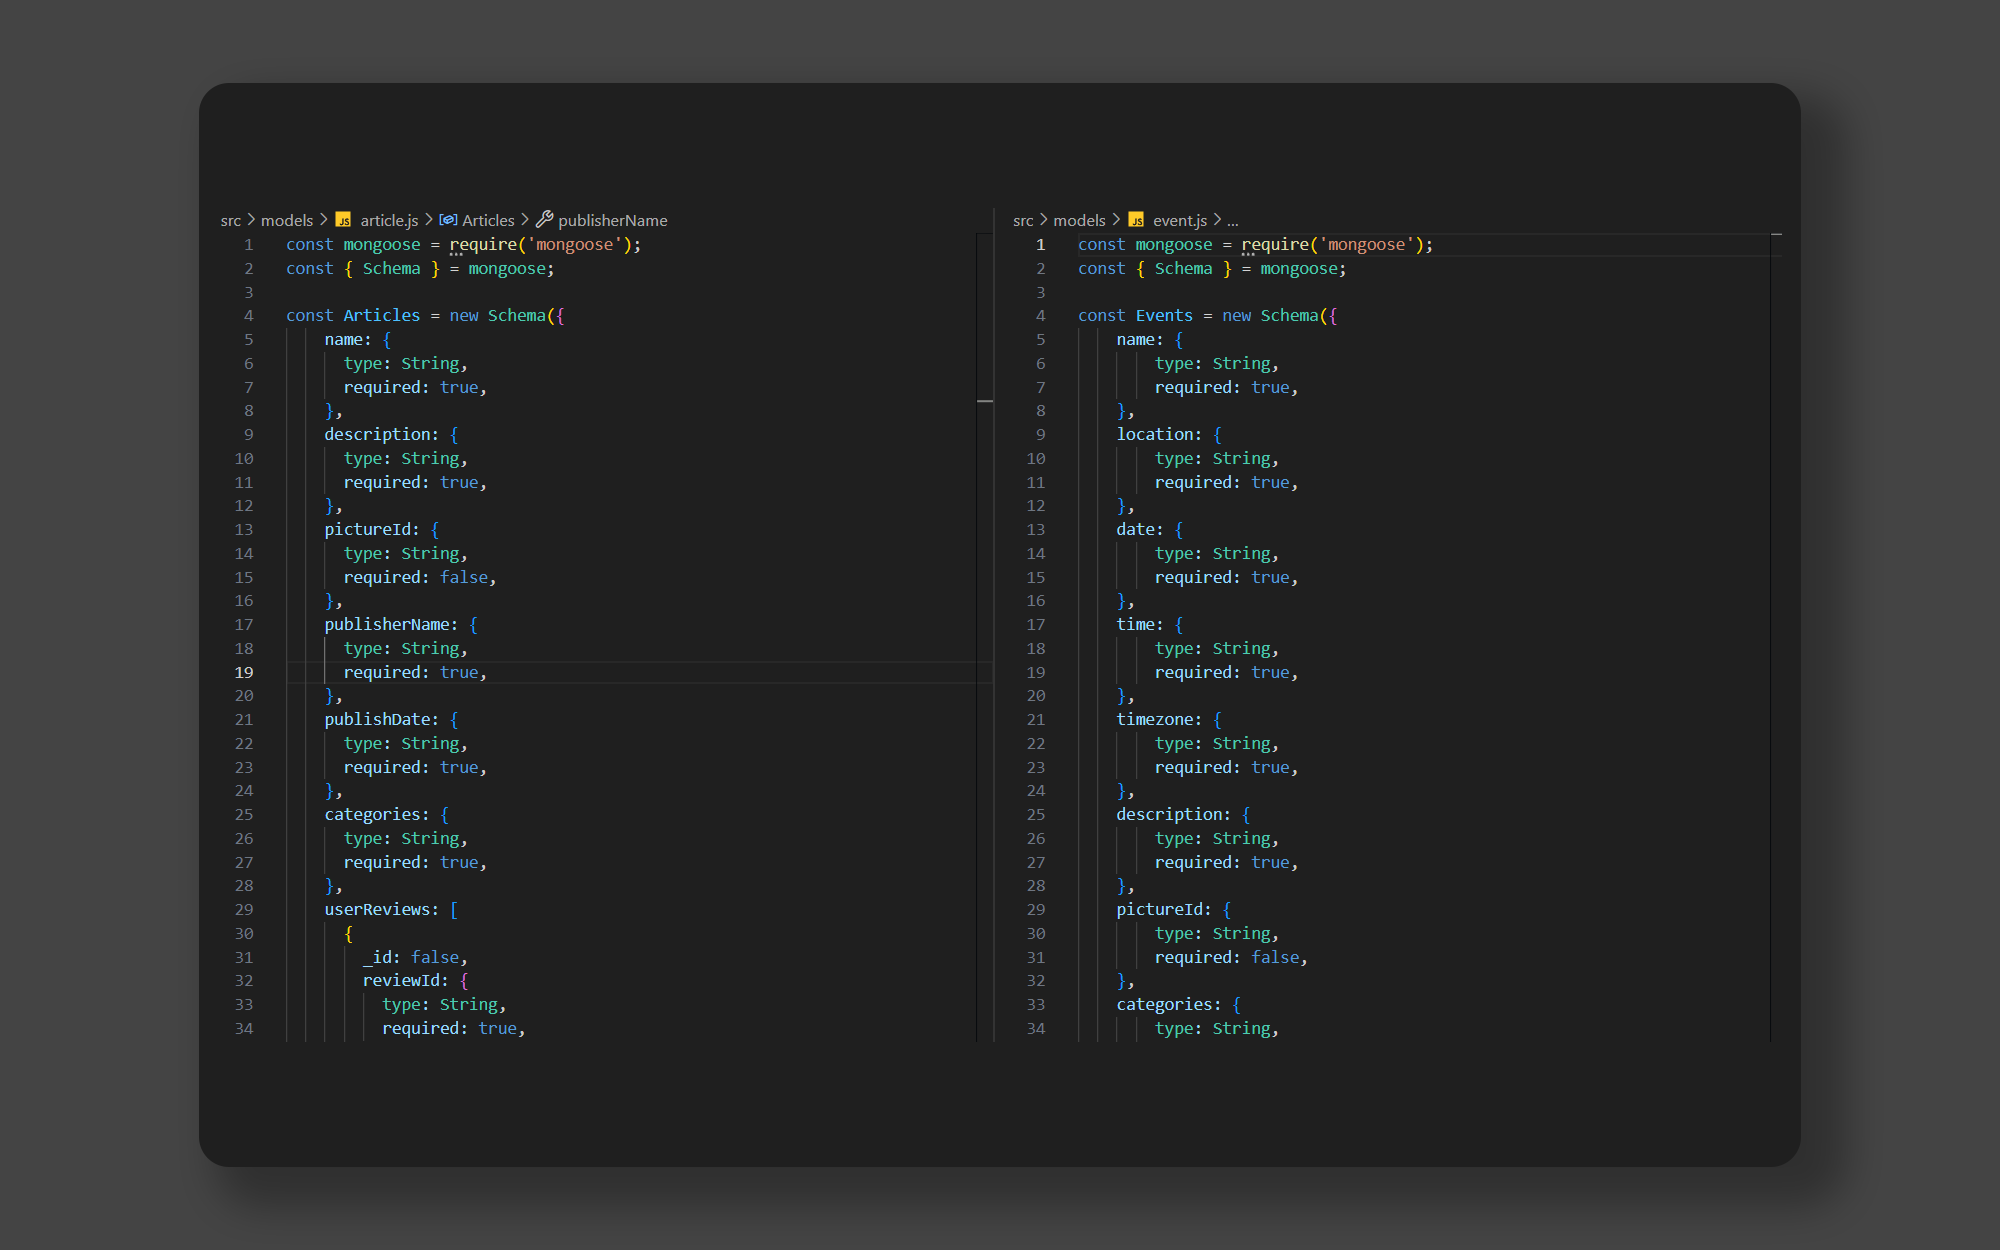 src > models > JS article.js > Articles > publisherName
1 const mongoose = require('mongoose');
2 const { Schema } = mongoose;
3
4 const Articles = new Schema({
5 name: {
6 type: String,
7 required: true,
8 },
9 description: {
10 type: String,
11 required: true,
12 },
13 pictureId: {
14 type: String,
15 required: false,
16 },
17 publisherName: {
18 type: String,
19 required: true,
20 },
21 publishDate: {
22 type: String,
23 required: true,
24 },
25 categories: {
26 type: String,
27 required: true,
28 },
29 userReviews: [
30 {
31 _id: false,
32 reviewId: {
33 type: String,
34 required: true,
src > models > JS event.js > ...
1 const mongoose = require('mongoose');
2 const { Schema } = mongoose;
3
4 const Events = new Schema({
5 name: {
6 type: String,
7 required: true,
8 },
9 location: {
10 type: String,
11 required: true,
12 },
13 date: {
14 type: String,
15 required: true,
16 },
17 time: {
18 type: String,
19 required: true,
20 },
21 timezone: {
22 type: String,
23 required: true,
24 },
25 description: {
26 type: String,
27 required: true,
28 },
29 pictureId: {
30 type: String,
31 required: false,
32 },
33 categories: {
34 type: String,